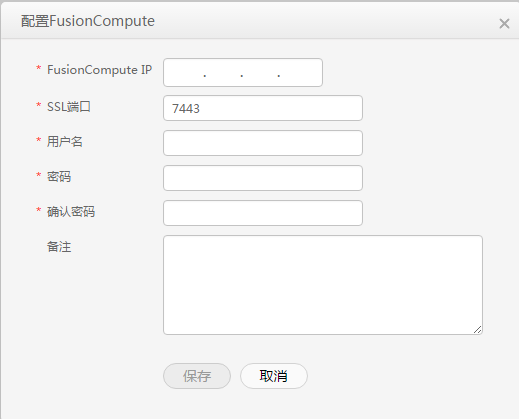 配置FusionCompute
* FusionCompute IP . . .
* SSL端口 7443
* 用户名
* 密码
* 确认密码
备注
保存 取消